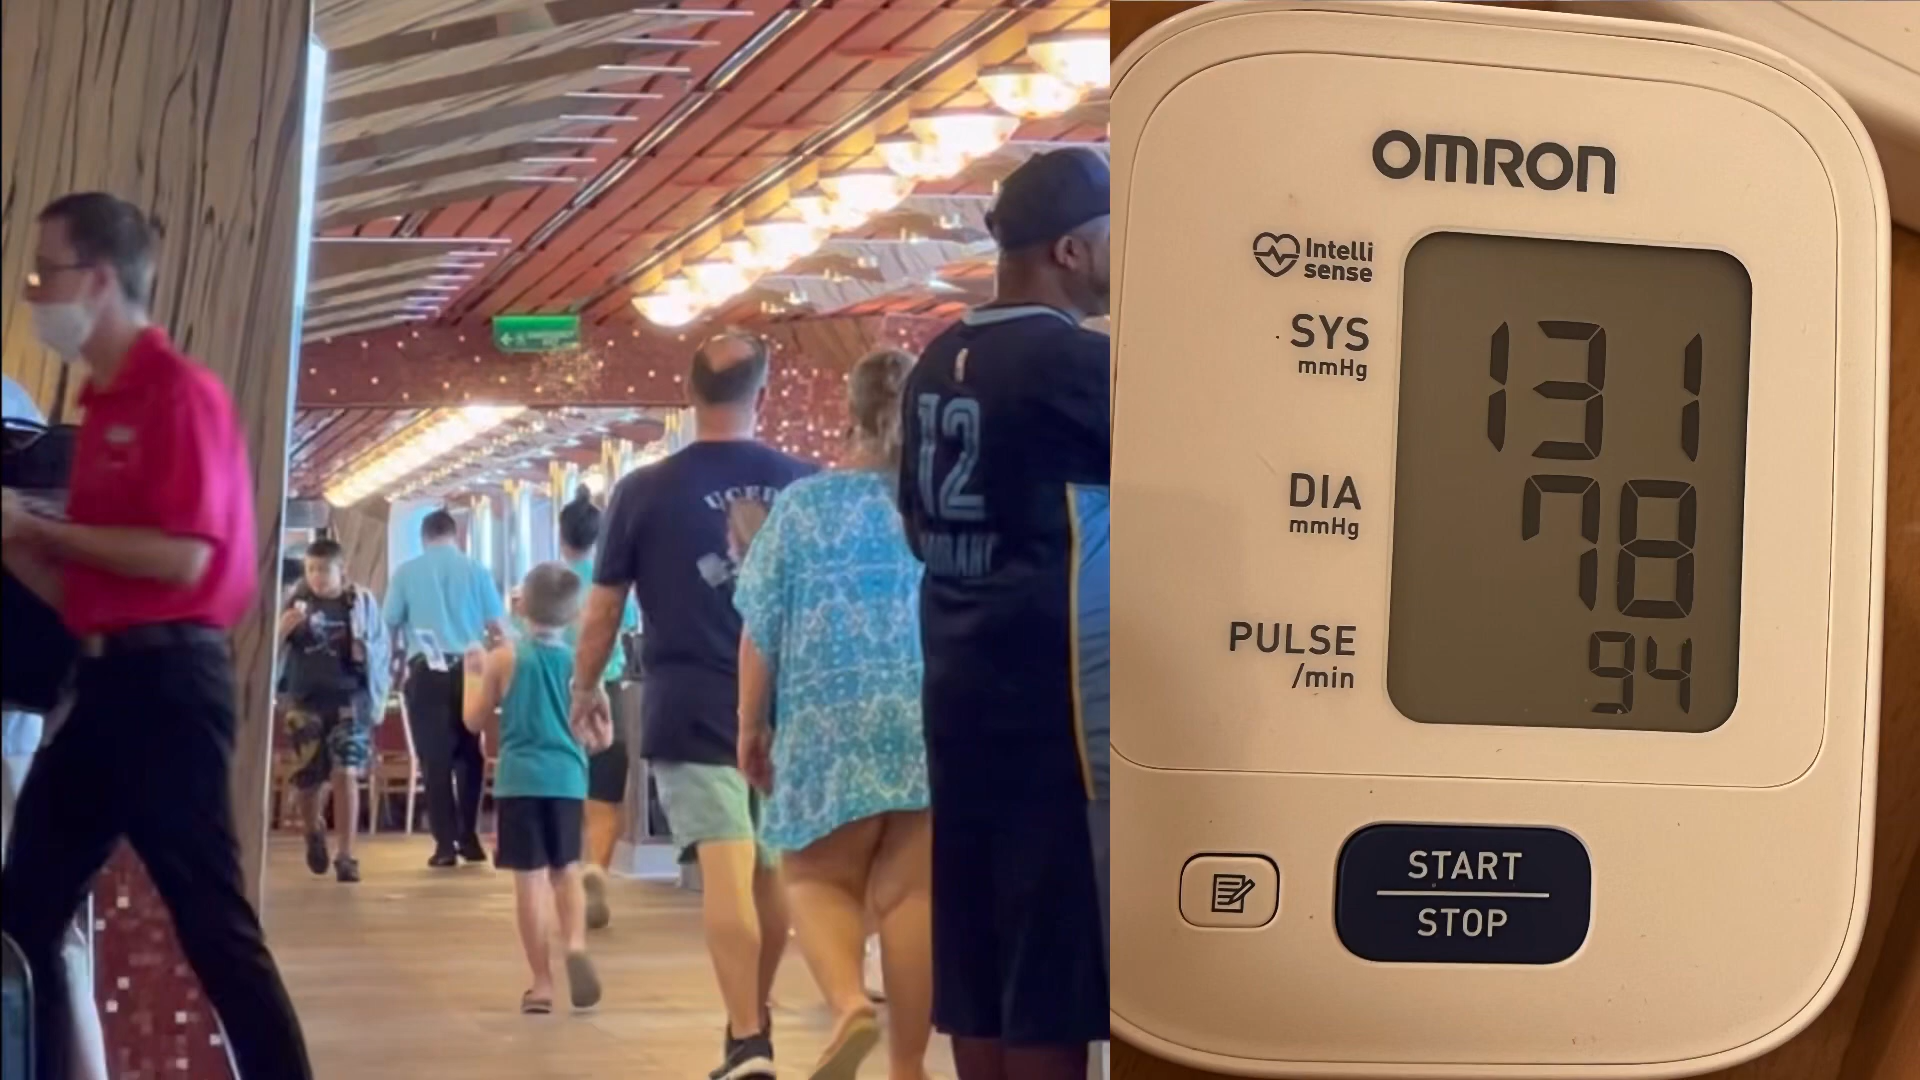 12
OMRON
Intelli
sense
SYS
mmHg
131
DIA
mmHg
78
PULSE
/min
94
START
STOP